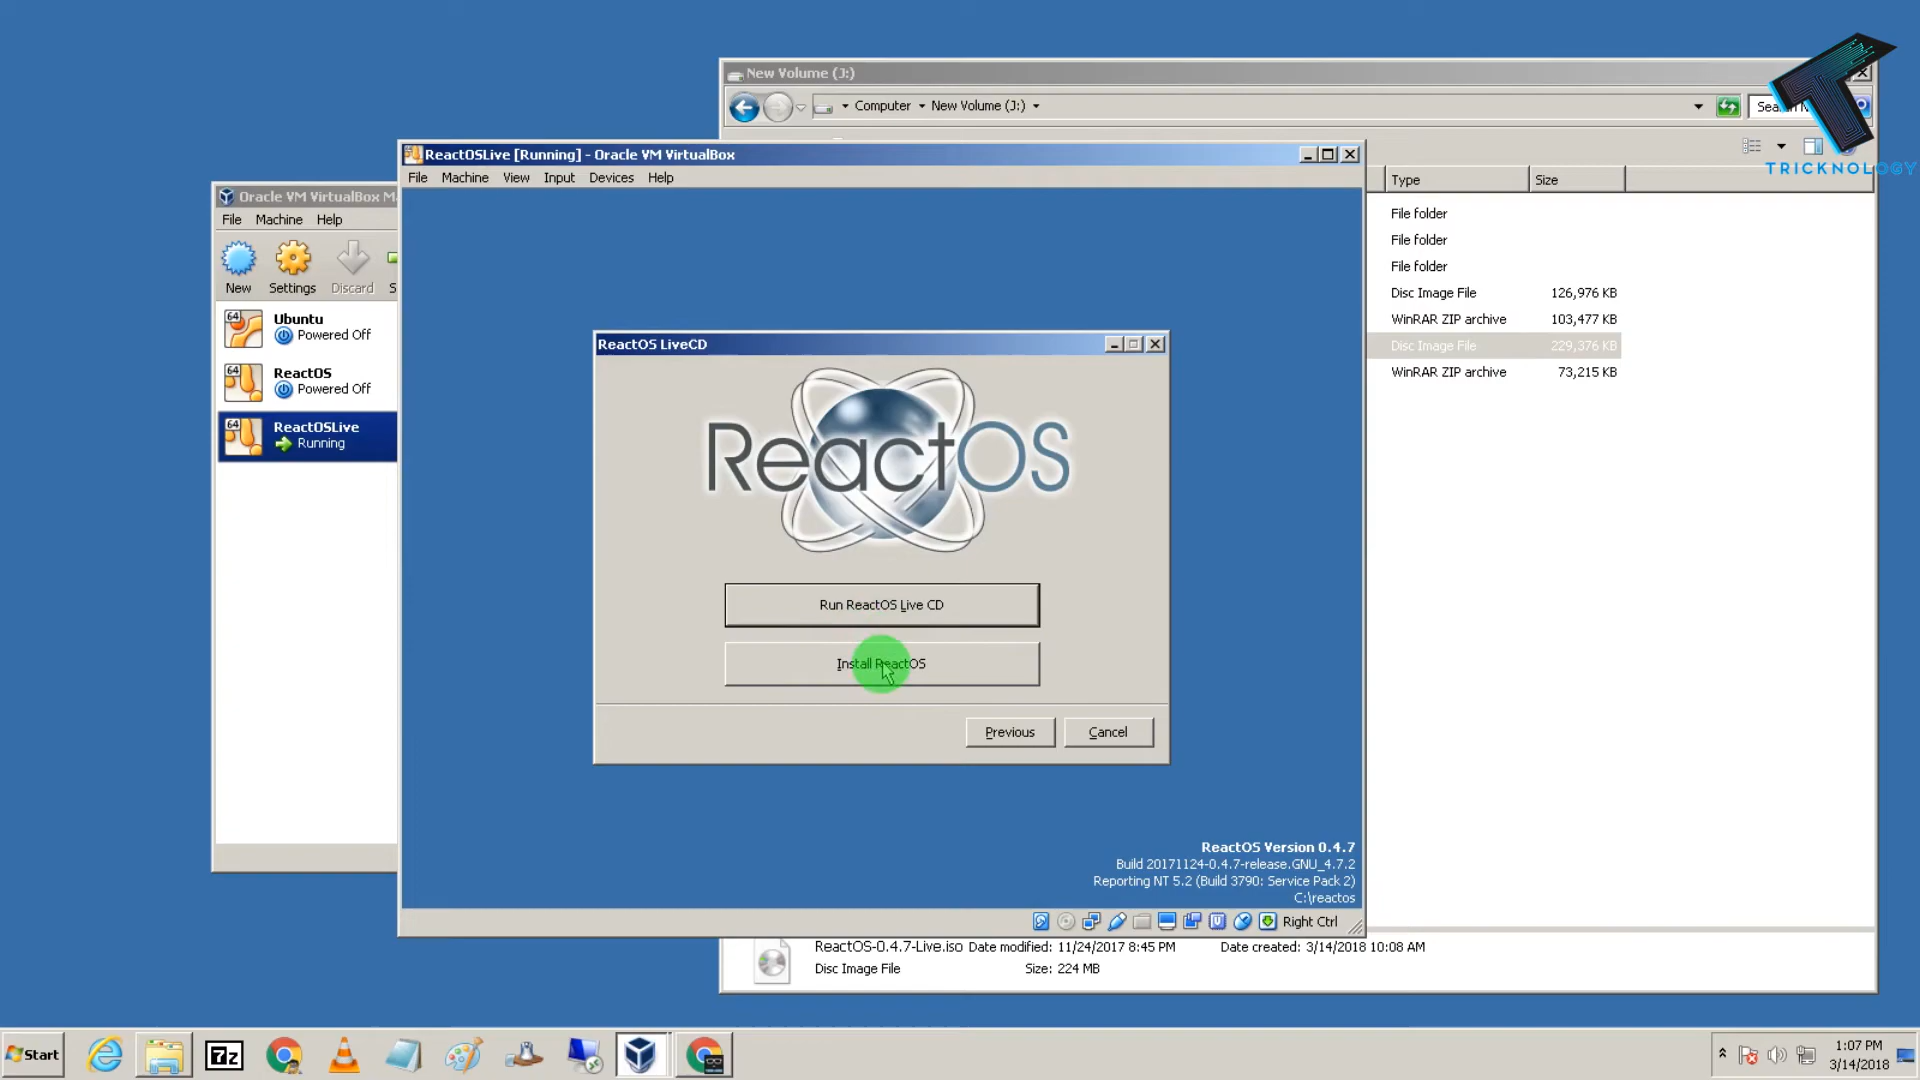 New Volume (J:)
Computer New Volume (J:)
TRICKNOLOGY
Type Size
File folder
File folder
File folder
Disc Image File 126,976 KB
WinRAR ZIP archive 103,477 KB
Disc Image File 229,376 KB
WinRAR ZIP archive 73,215 KB
ReactOSLive [Running] - Oracle VM VirtualBox
File Machine View Input Devices Help
Oracle VM VirtualBox
File Machine Help
New Settings Discard S
64
Ubuntu
Powered Off
64
ReactOS
Powered Off
64
ReactOSLive
Running
ReactOS LiveCD
ReactOS
Run ReactOS Live CD
Install ReactOS
Previous Cancel
ReactOS Version 0.4.7
Build 20171124-0.4.7-release.GNU_4.7.2
Reporting NT 5.2 (Build 3790: Service Pack 2)
C:\reactos
Right Ctrl
ReactOS-0.4.7-Live.iso Date modified: 11/24/2017 8:45 PM Date created: 3/14/2018 10:08 AM
Disc Image File Size: 224 MB
Start
7z
1:07 PM
3/14/2018